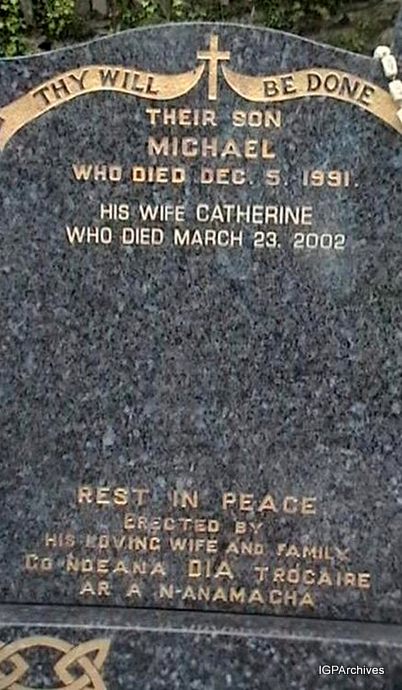 THY WILL BE DONE
THEIR SON
MICHAEL
WHO DIED DEC. 5. 1991.
HIS WIFE CATHERINE
WHO DIED MARCH 23. 2002
REST IN PEACE
ERECTED BY
HIS LOVING WIFE AND FAMILY
GO NDEANA DIA TRÓCAIRE
AR A N-ANAMACHA
IGPArchives